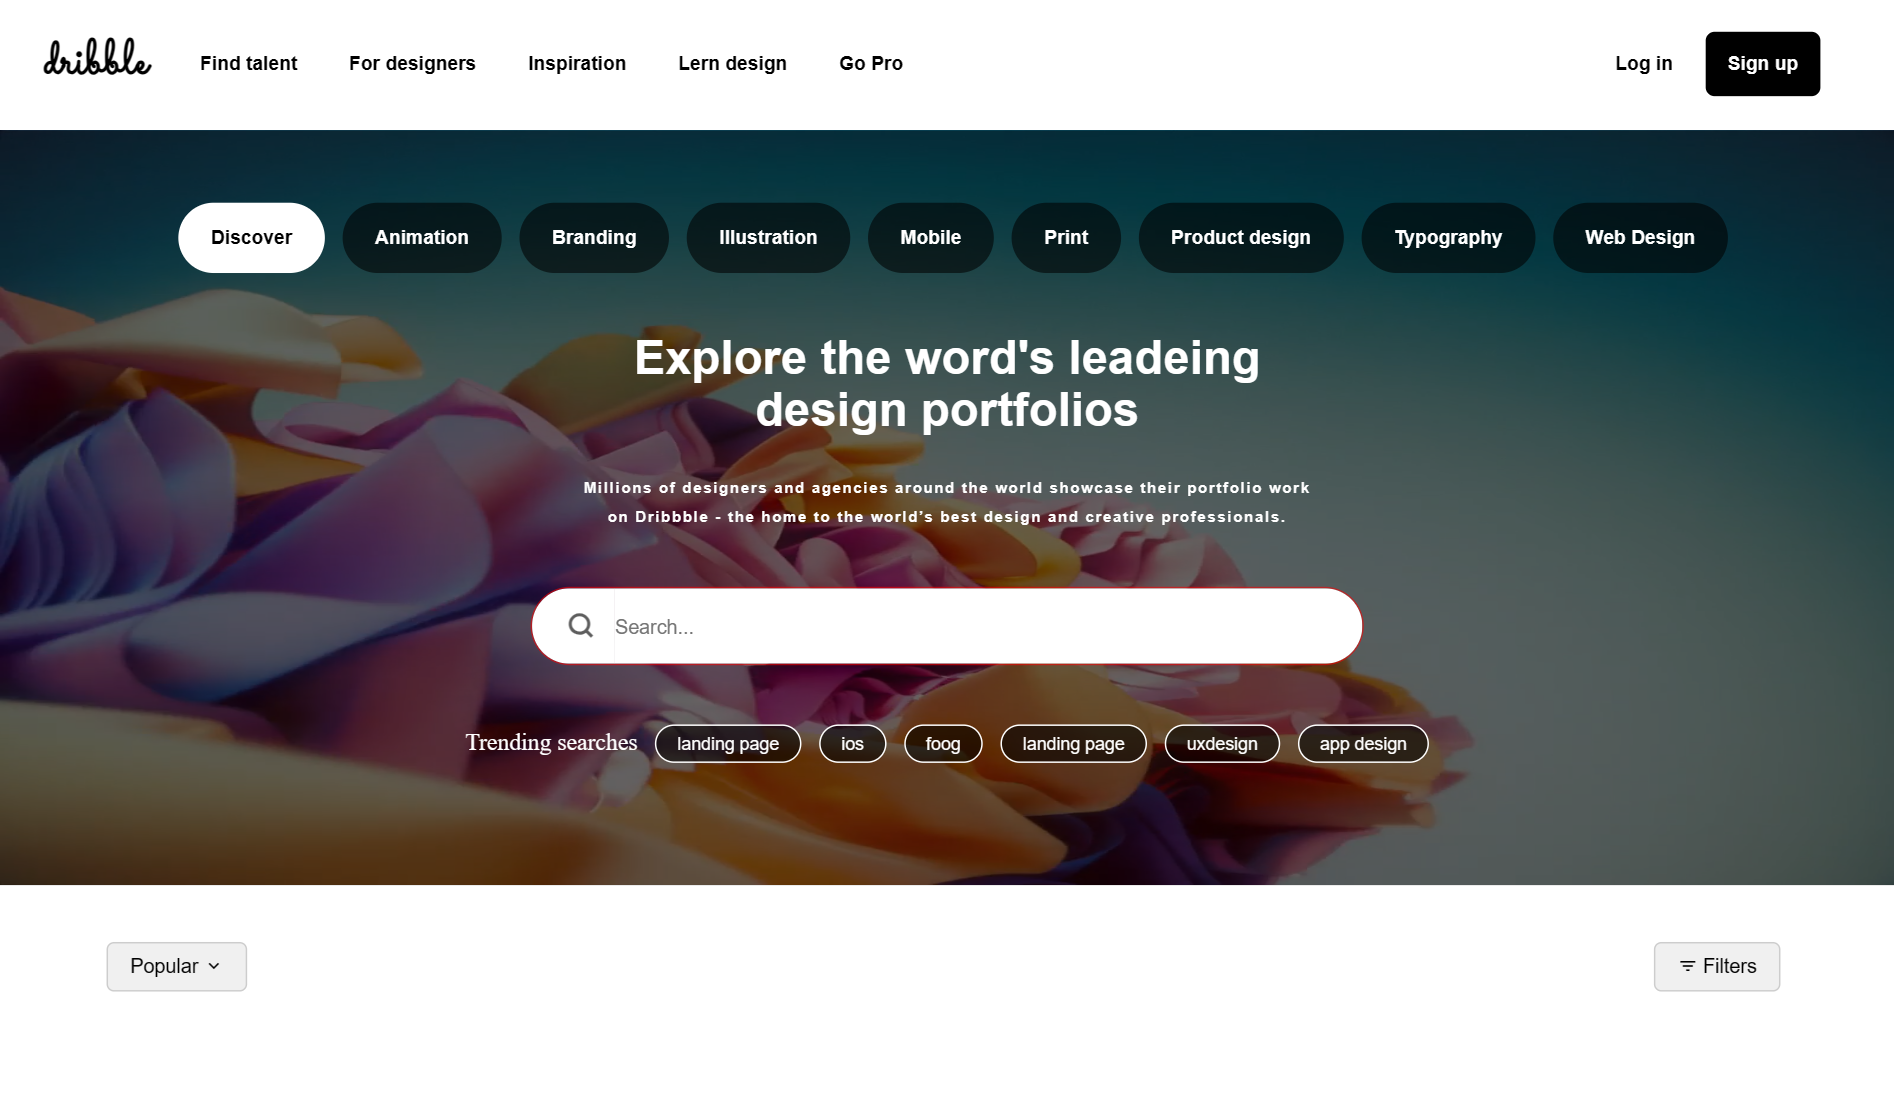 dribbble
Find talent
For designers
Inspiration
Lern design
Go Pro
Log in
Sign up
Discover
Animation
Branding
Illustration
Mobile
Print
Product design
Typography
Web Design
Explore the word's leadeing
design portfolios
Millions of designers and agencies around the world showcase their portfolio work
on Dribbble - the home to the world's best design and creative professionals.
Search...
Trending searches
landing page
ios
foog
landing page
uxdesign
app design
Popular
Filters